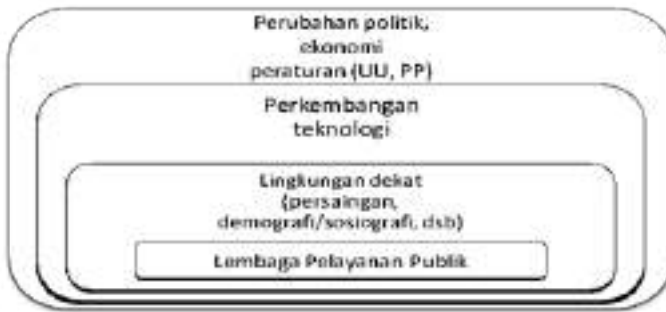 Perubahan politik,
ekonomi
peraturan (UU, PP)
Perkembangan
teknologi
Lingkungan dekat
(persaingan,
demografi/sosiografi, dsb)
Lembaga Pelayanan Publik